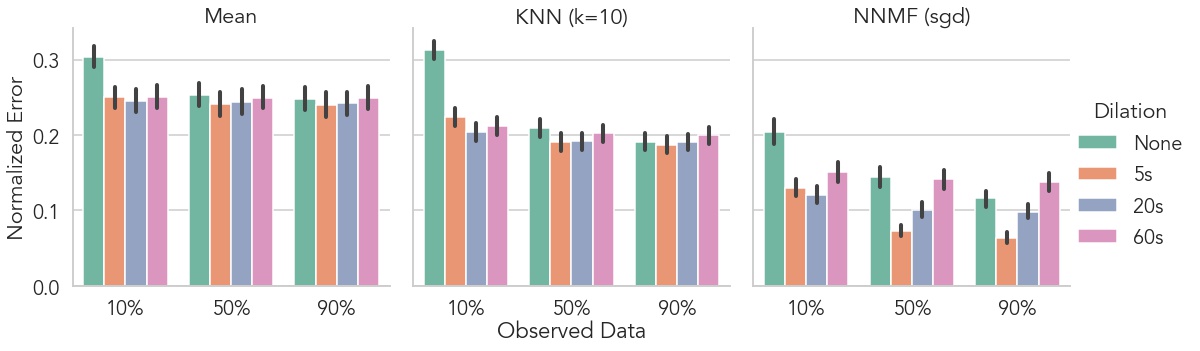 Mean
KNN (k=10)
NNMF (sgd)
Normalized Error
0.3
0.2
0.1
0.0
10%
50%
90%
10%
50%
90%
10%
50%
90%
Observed Data
Dilation
None
5s
20s
60s